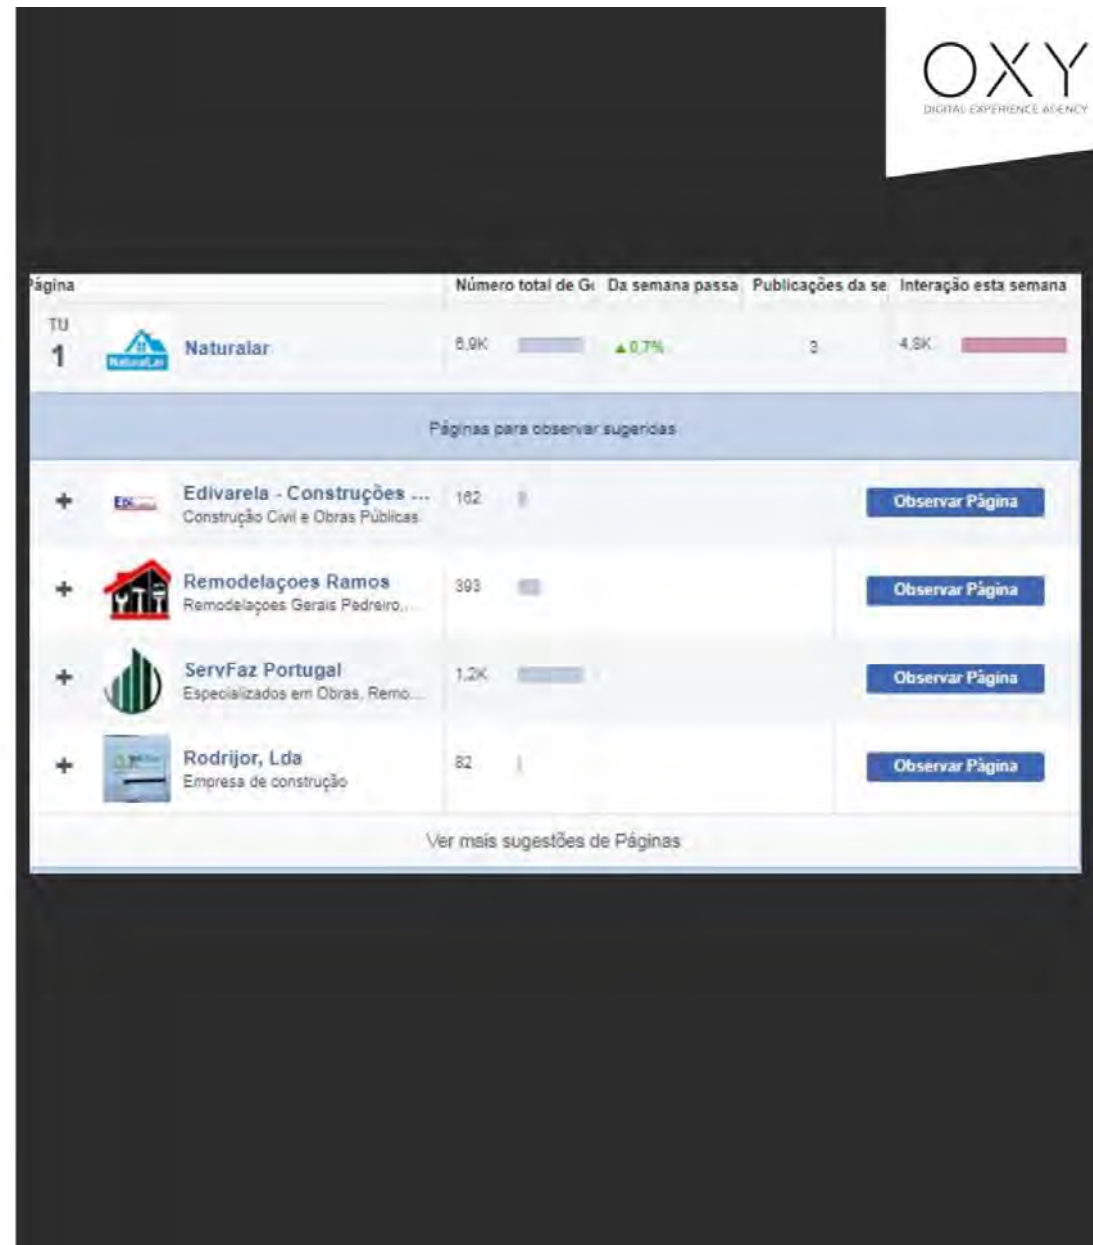 OXY
DIGITAL EXPERIENCE AGENCY
Página
Número total de G
Da semana passa
Publicações da se
Interação esta semana
TU
1
NaturaLar
Naturalar
6,9K
▲0,7%
3
4,8K
Páginas para observar sugeridas
+
Edivarela - Construções ...
Construção Civil e Obras Públicas
162
Observar Página
+
Remodelaçoes Ramos
Remodelaçoes Gerais Pedreiro,...
393
Observar Página
+
ServFaz Portugal
Especializados em Obras, Remo...
1,2K
Observar Página
+
Rodrijor, Lda
Empresa de construção
82
Observar Página
Ver mais sugestões de Páginas